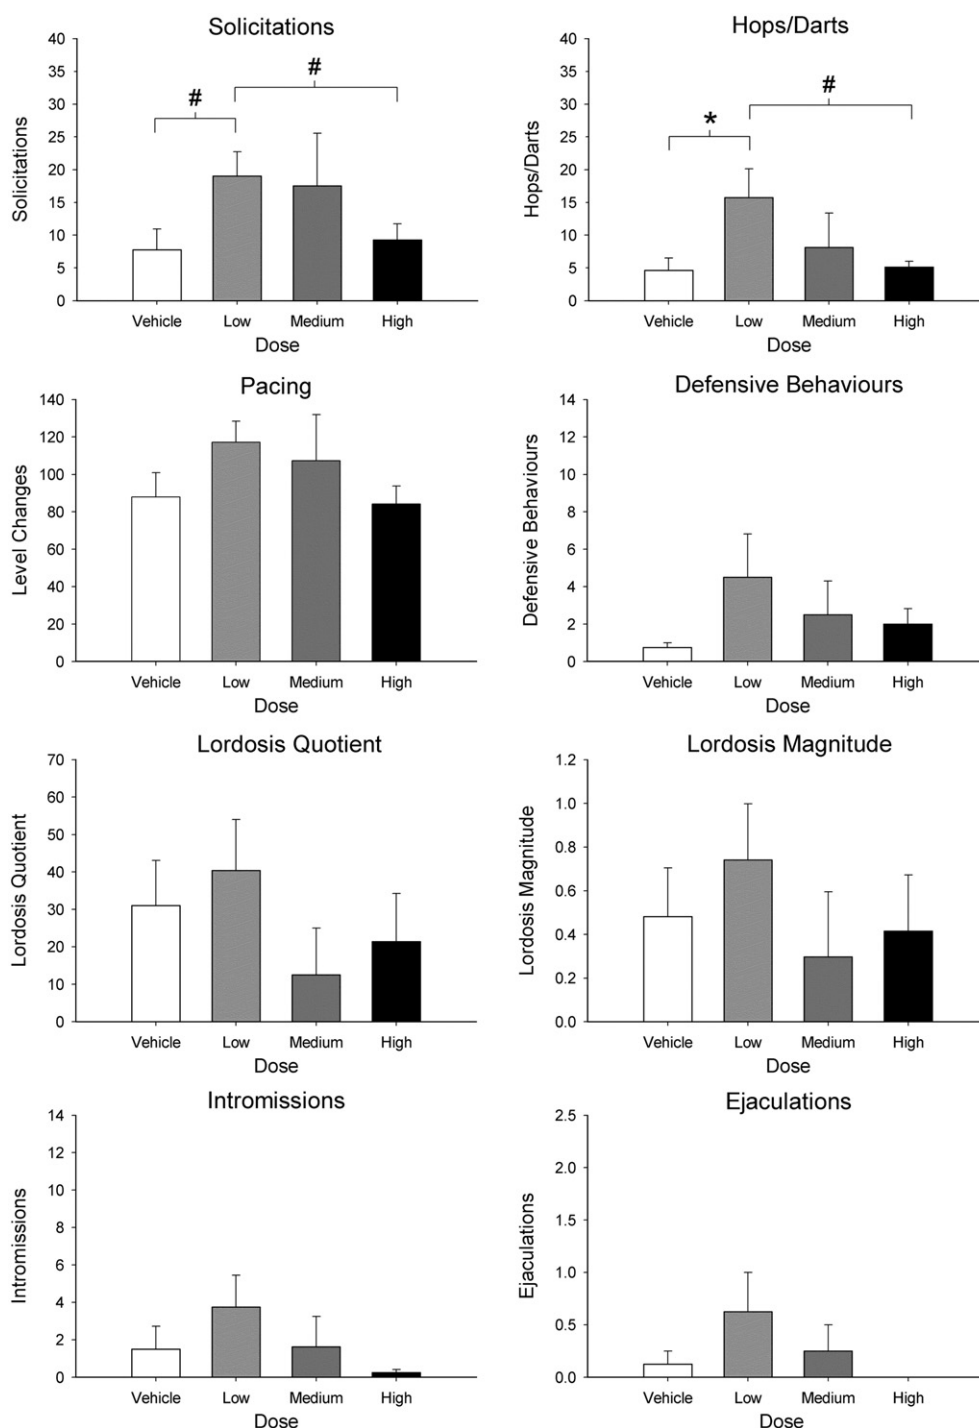 Solicitations
Solicitations
40
35
30
25
20
15
10
5
0
#
#
Vehicle Low Medium High
Dose
Hops/Darts
Hops/Darts
40
35
30
25
20
15
10
5
0
*
#
Vehicle Low Medium High
Dose
Pacing
Level Changes
140
120
100
80
60
40
20
0
Vehicle Low Medium High
Dose
Defensive Behaviours
Defensive Behaviours
14
12
10
8
6
4
2
0
Vehicle Low Medium High
Dose
Lordosis Quotient
Lordosis Quotient
70
60
50
40
30
20
10
0
Vehicle Low Medium High
Dose
Lordosis Magnitude
Lordosis Magnitude
1.2
1.0
0.8
0.6
0.4
0.2
0.0
Vehicle Low Medium High
Dose
Intromissions
Intromissions
14
12
10
8
6
4
2
0
Vehicle Low Medium High
Dose
Ejaculations
Ejaculations
2.5
2.0
1.5
1.0
0.5
0.0
Vehicle Low Medium High
Dose